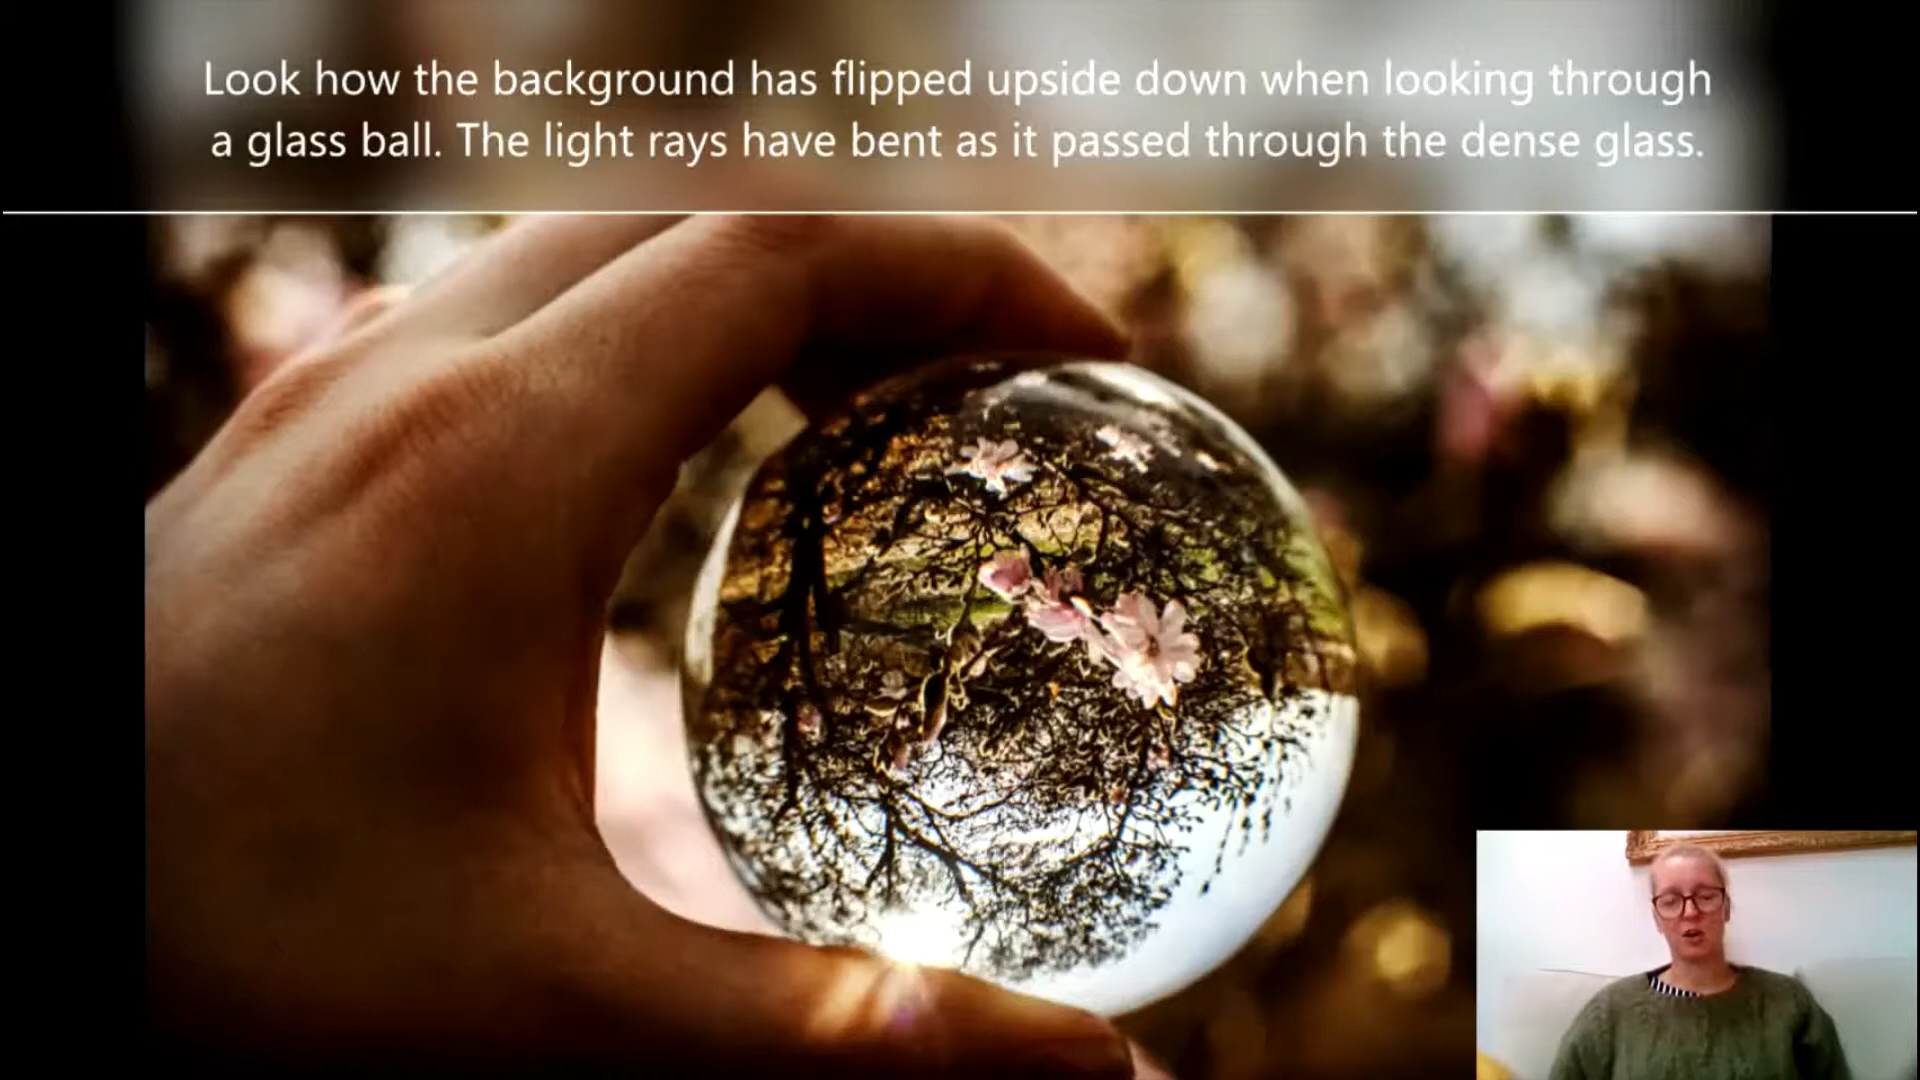 Look how the background has flipped upside down when looking through
a glass ball. The light rays have bent as it passed through the dense glass.